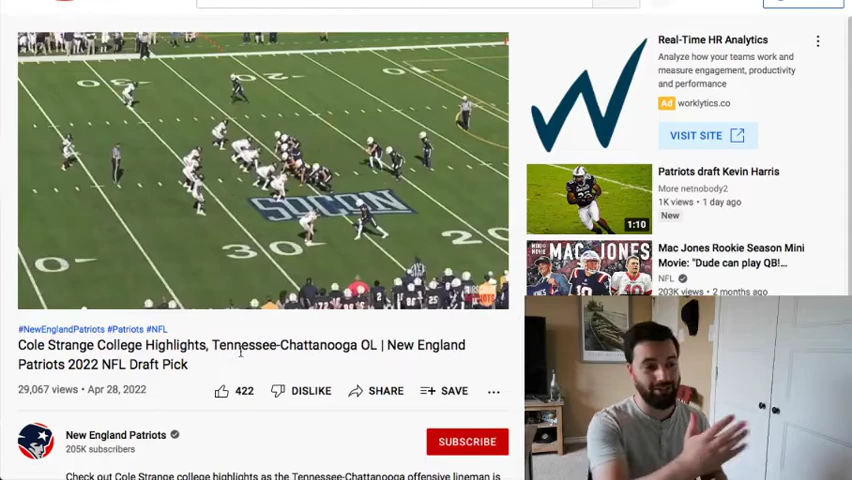 SOCON
30
20
#NewEnglandPatriots #Patriots #NFL
Cole Strange College Highlights, Tennessee-Chattanooga OL | New England
Patriots 2022 NFL Draft Pick
29,067 views • Apr 28, 2022
422
DISLIKE
SHARE
SAVE
New England Patriots
205K subscribers
SUBSCRIBE
Check out Cole Strange college highlights as the Tennessee-Chattanooga offensive lineman is
Real-Time HR Analytics
Analyze how your teams work and
measure engagement, productivity
and performance
Ad worklytics.co
VISIT SITE
Patriots draft Kevin Harris
More netnobody2
1K views • 1 day ago
New
1:10
MAC JONES
Mac Jones Rookie Season Mini
Movie: "Dude can play QB!...
NFL
203K views • 2 months ago